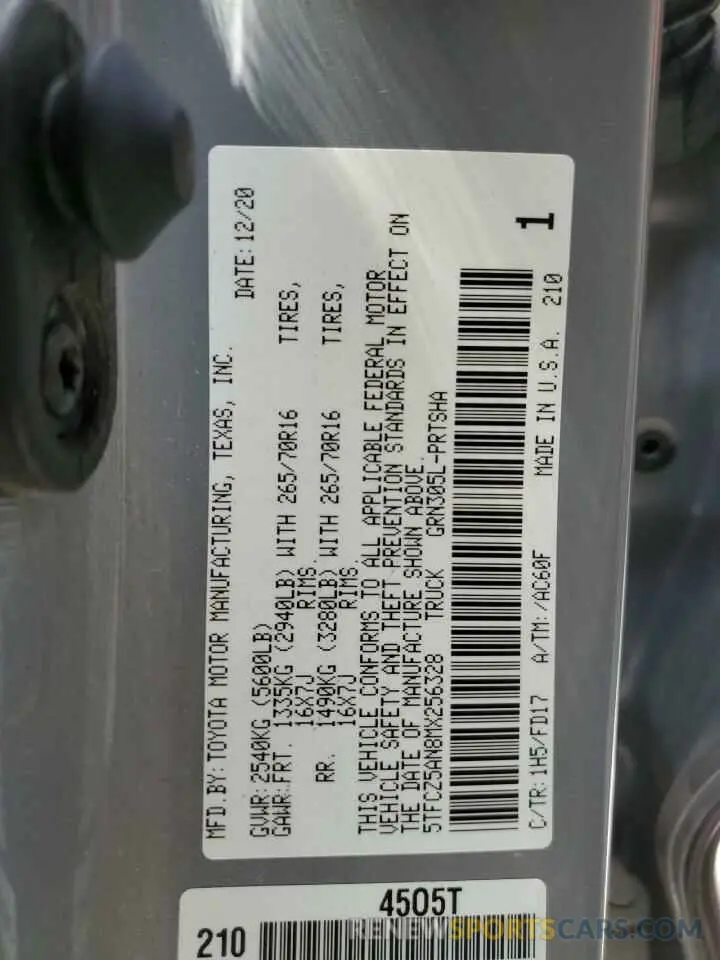 MFD.BY:TOYOTA MOTOR MANUFACTURING, TEXAS, INC. DATE:12/20
GVWR:2540KG (5600LB)
GAWR:FRT. 1335KG (2940LB) WITH 265/70R16 TIRES,
16X7J RIMS.
RR. 1490KG (3280LB) WITH 265/70R16 TIRES,
16X7J RIMS.
THIS VEHICLE CONFORMS TO ALL APPLICABLE FEDERAL MOTOR
VEHICLE SAFETY AND THEFT PREVENTION STANDARDS IN EFFECT ON
THE DATE OF MANUFACTURE SHOWN ABOVE.
5TFCZ5AN8MX256328 TRUCK GRN305L-PRTSHA
1
C/TR:1H5/FD17 A/TM:/AC60F MADE IN U.S.A. 210
4505T
210
RENEWSPRINTAUTO.COM